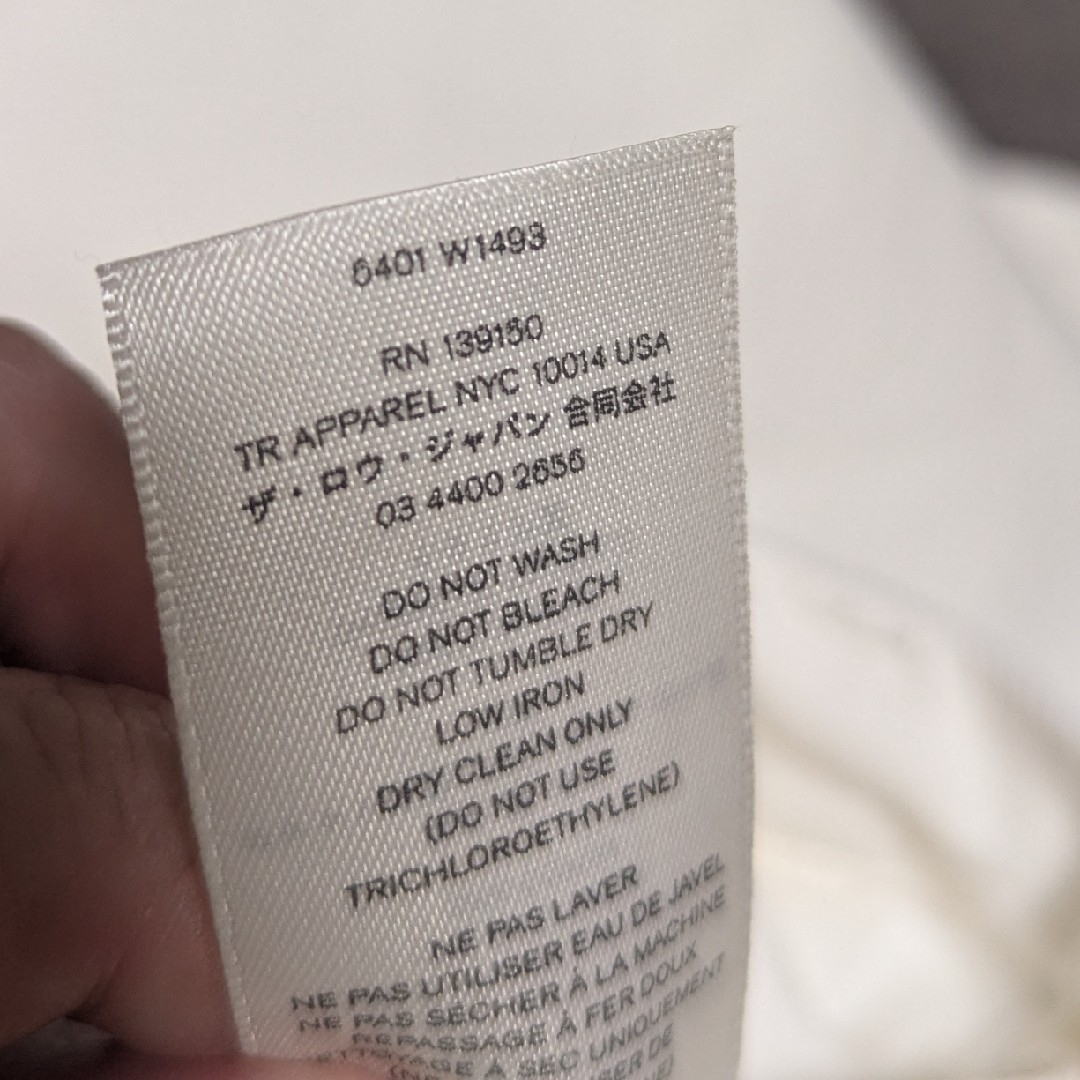 6401 W1493
RN 139150
TR APPAREL NYC 10014 USA
ザ・ロウ・ジャパン 合同会社
03 4400 2656
DO NOT WASH
DO NOT BLEACH
DO NOT TUMBLE DRY
LOW IRON
DRY CLEAN ONLY
(DO NOT USE
TRICHLOROETHYLENE)
NE PAS LAVER
NE PAS UTILISER EAU DE JAVEL
NE PAS SÉCHER À LA MACHINE
REPASSAGE À FER DOUX
À SEC UNIQUEMENT
DE